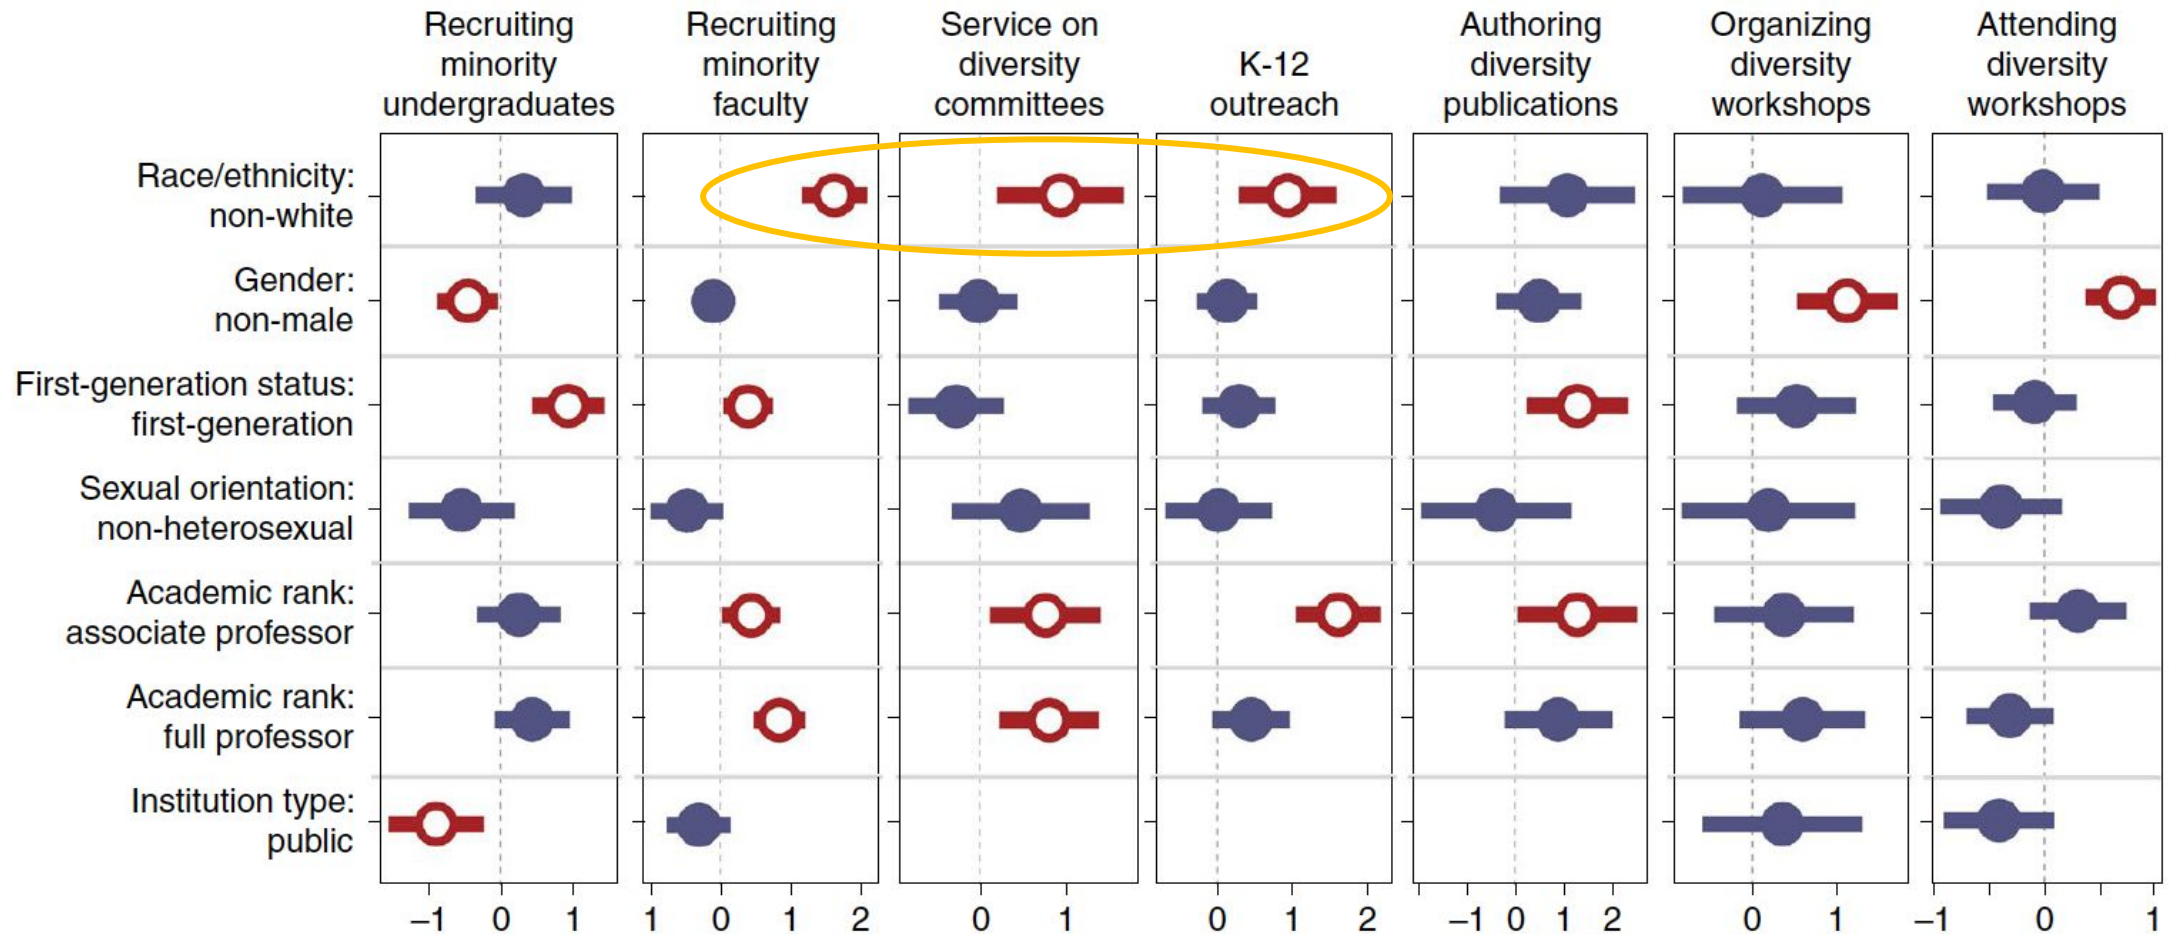 Recruiting
minority
undergraduates
Recruiting
minority
faculty
Service on
diversity
committees
K-12
outreach
Authoring
diversity
publications
Organizing
diversity
workshops
Attending
diversity
workshops
Race/ethnicity:
non-white
Gender:
non-male
First-generation status:
first-generation
Sexual orientation:
non-heterosexual
Academic rank:
associate professor
Academic rank:
full professor
Institution type:
public
–1 0 1
1 0 1 2
0 1
0 1 2
–1 0 1 2
0 1
–1 0 1